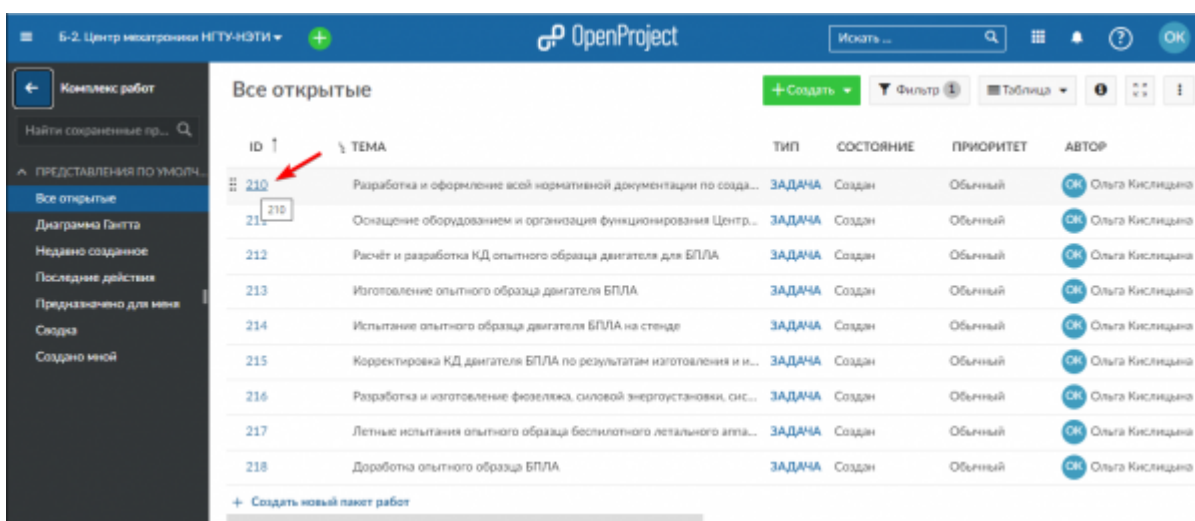 Б-2. Центр мехатроники НГТУ-НЭТИ
OpenProject
Искать ...
ОК
Комплекс работ
Найти сохраненные пр...
ПРЕДСТАВЛЕНИЯ ПО УМОЛЧ...
Все открытые
Диаграмма Гантта
Недавно созданное
Последние действия
Предназначено для меня
Сводка
Создано мной
Все открытые
+ Создать
Фильтр 1
Таблица
ID ТЕМА ТИП СОСТОЯНИЕ ПРИОРИТЕТ АВТОР
210 Разработка и оформление всей нормативной документации по созда... ЗАДАЧА Создан Обычный ОК Ольга Кислицына
210
Оснащение оборудованием и организация функционирования Центр... ЗАДАЧА Создан Обычный ОК Ольга Кислицына
212 Расчёт и разработка КД опытного образца двигателя для БПЛА ЗАДАЧА Создан Обычный ОК Ольга Кислицына
213 Изготовление опытного образца двигателя БПЛА ЗАДАЧА Создан Обычный ОК Ольга Кислицына
214 Испытание опытного образца двигателя БПЛА на стенде ЗАДАЧА Создан Обычный ОК Ольга Кислицына
215 Корректировка КД двигателя БПЛА по результатам изготовления и и... ЗАДАЧА Создан Обычный ОК Ольга Кислицына
216 Разработка и изготовление фюзеляжа, силовой энергоустановки, сис... ЗАДАЧА Создан Обычный ОК Ольга Кислицына
217 Летные испытания опытного образца беспилотного летального аппа... ЗАДАЧА Создан Обычный ОК Ольга Кислицына
218 Доработка опытного образца БПЛА ЗАДАЧА Создан Обычный ОК Ольга Кислицына
+ Создать новый пакет работ